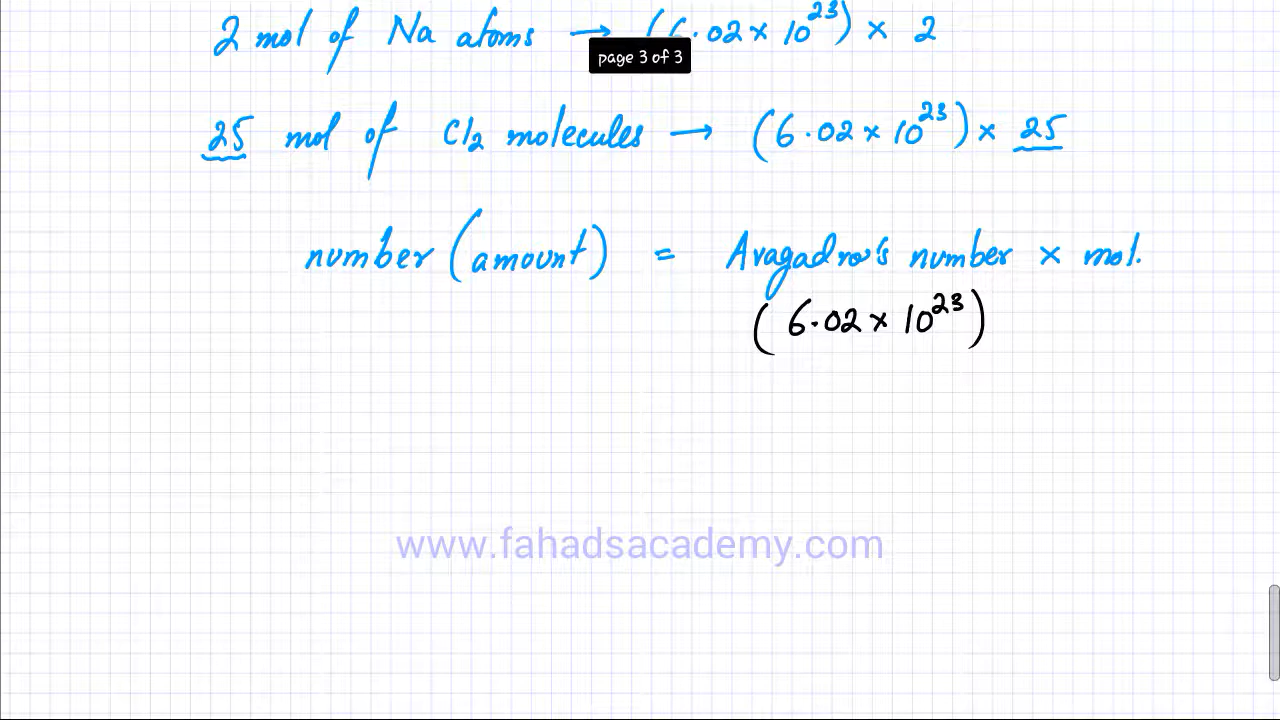 2 mol of Na atoms → (6.02 × 10²³) × 2
page 3 of 3
25 mol of Cl₂ molecules → (6.02 × 10²³) × 25
number (amount) = Avagadro's number × mol.
(6.02 × 10²³)
www.fahadsacademy.com